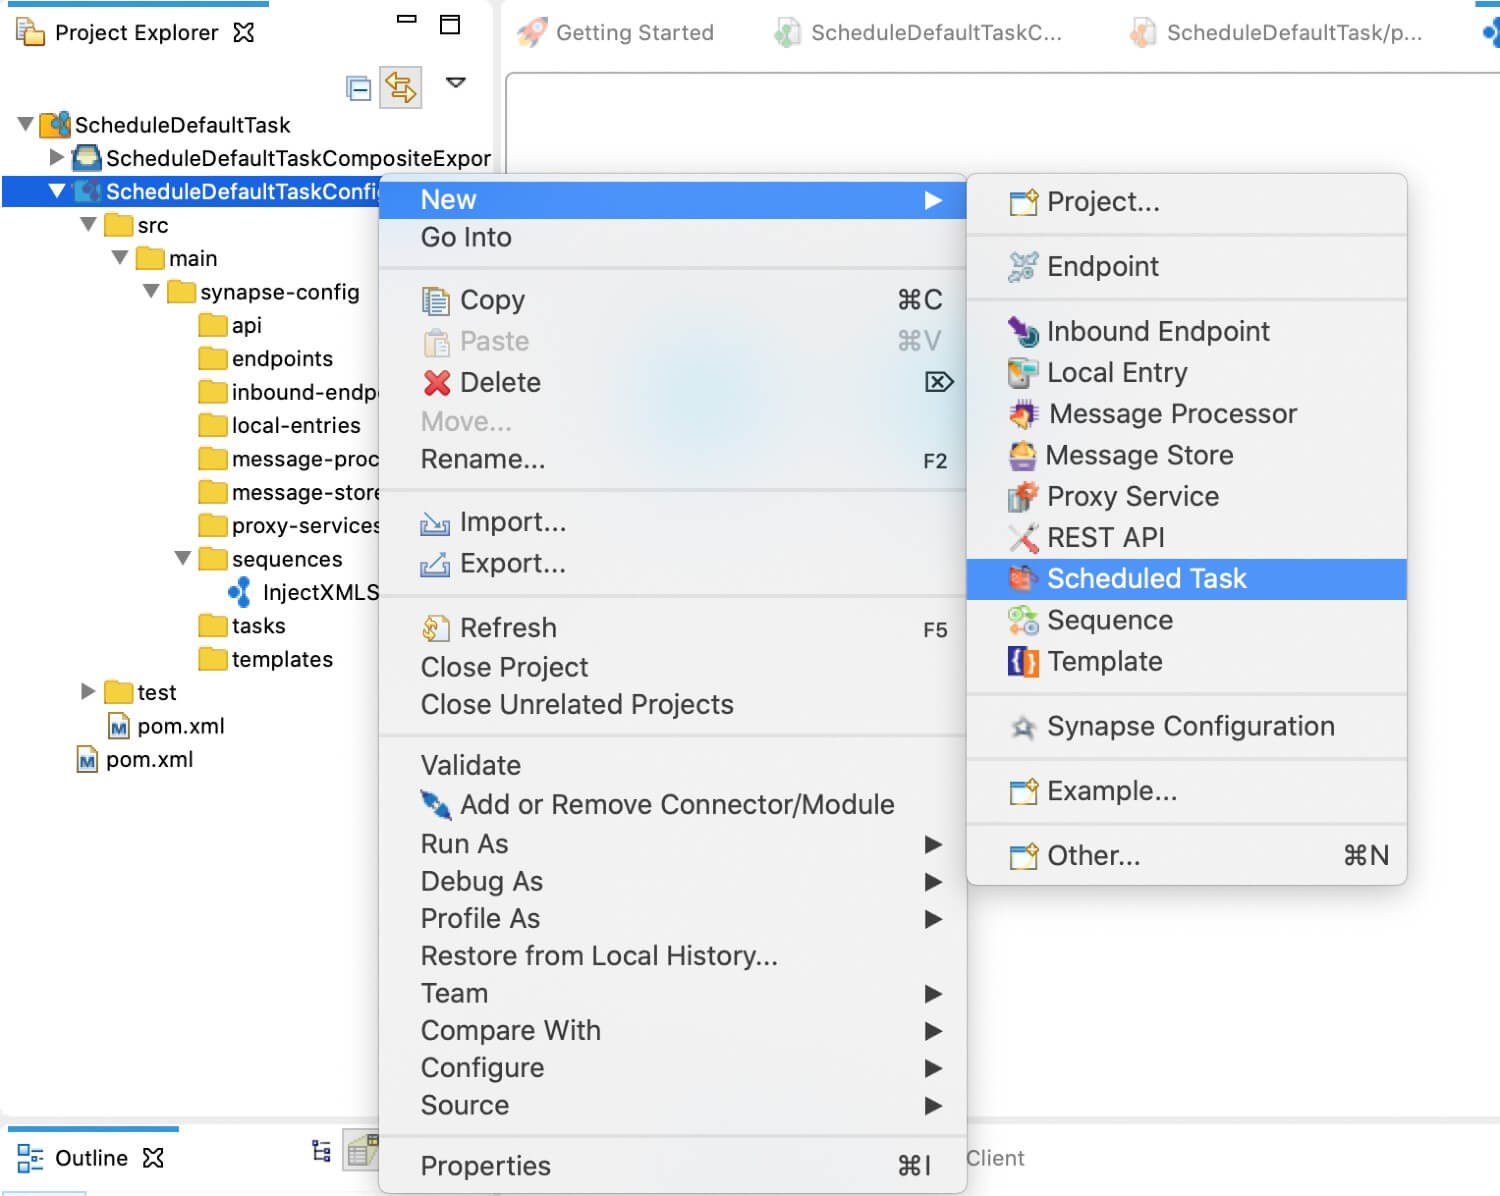 Project Explorer
Getting Started
ScheduleDefaultTaskC...
ScheduleDefaultTask/p...
ScheduleDefaultTask
ScheduleDefaultTaskCompositeExpor
ScheduleDefaultTaskConfi
src
main
synapse-config
api
endpoints
inbound-endp
local-entries
message-proc
message-store
proxy-services
sequences
InjectXMLS
tasks
templates
test
M pom.xml
M pom.xml
New
Go Into
Copy ⌘C
Paste ⌘V
Delete ⌦
Move...
Rename... F2
Import...
Export...
Refresh F5
Close Project
Close Unrelated Projects
Validate
Add or Remove Connector/Module
Run As
Debug As
Profile As
Restore from Local History...
Team
Compare With
Configure
Source
Properties ⌘I
Project...
Endpoint
Inbound Endpoint
Local Entry
Message Processor
Message Store
Proxy Service
REST API
Scheduled Task
Sequence
Template
Synapse Configuration
Example...
Other... ⌘N
Outline
Client